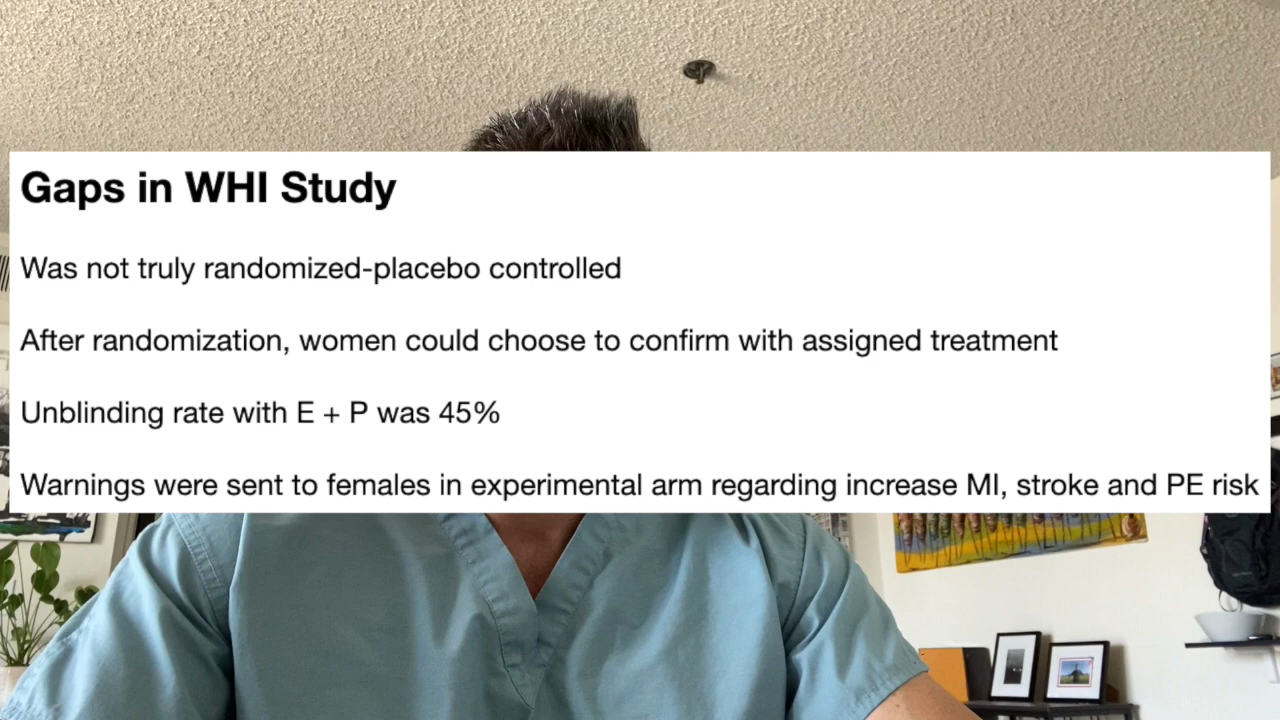 Gaps in WHI Study
Was not truly randomized-placebo controlled
After randomization, women could choose to confirm with assigned treatment
Unblinding rate with E + P was 45%
Warnings were sent to females in experimental arm regarding increase MI, stroke and PE risk